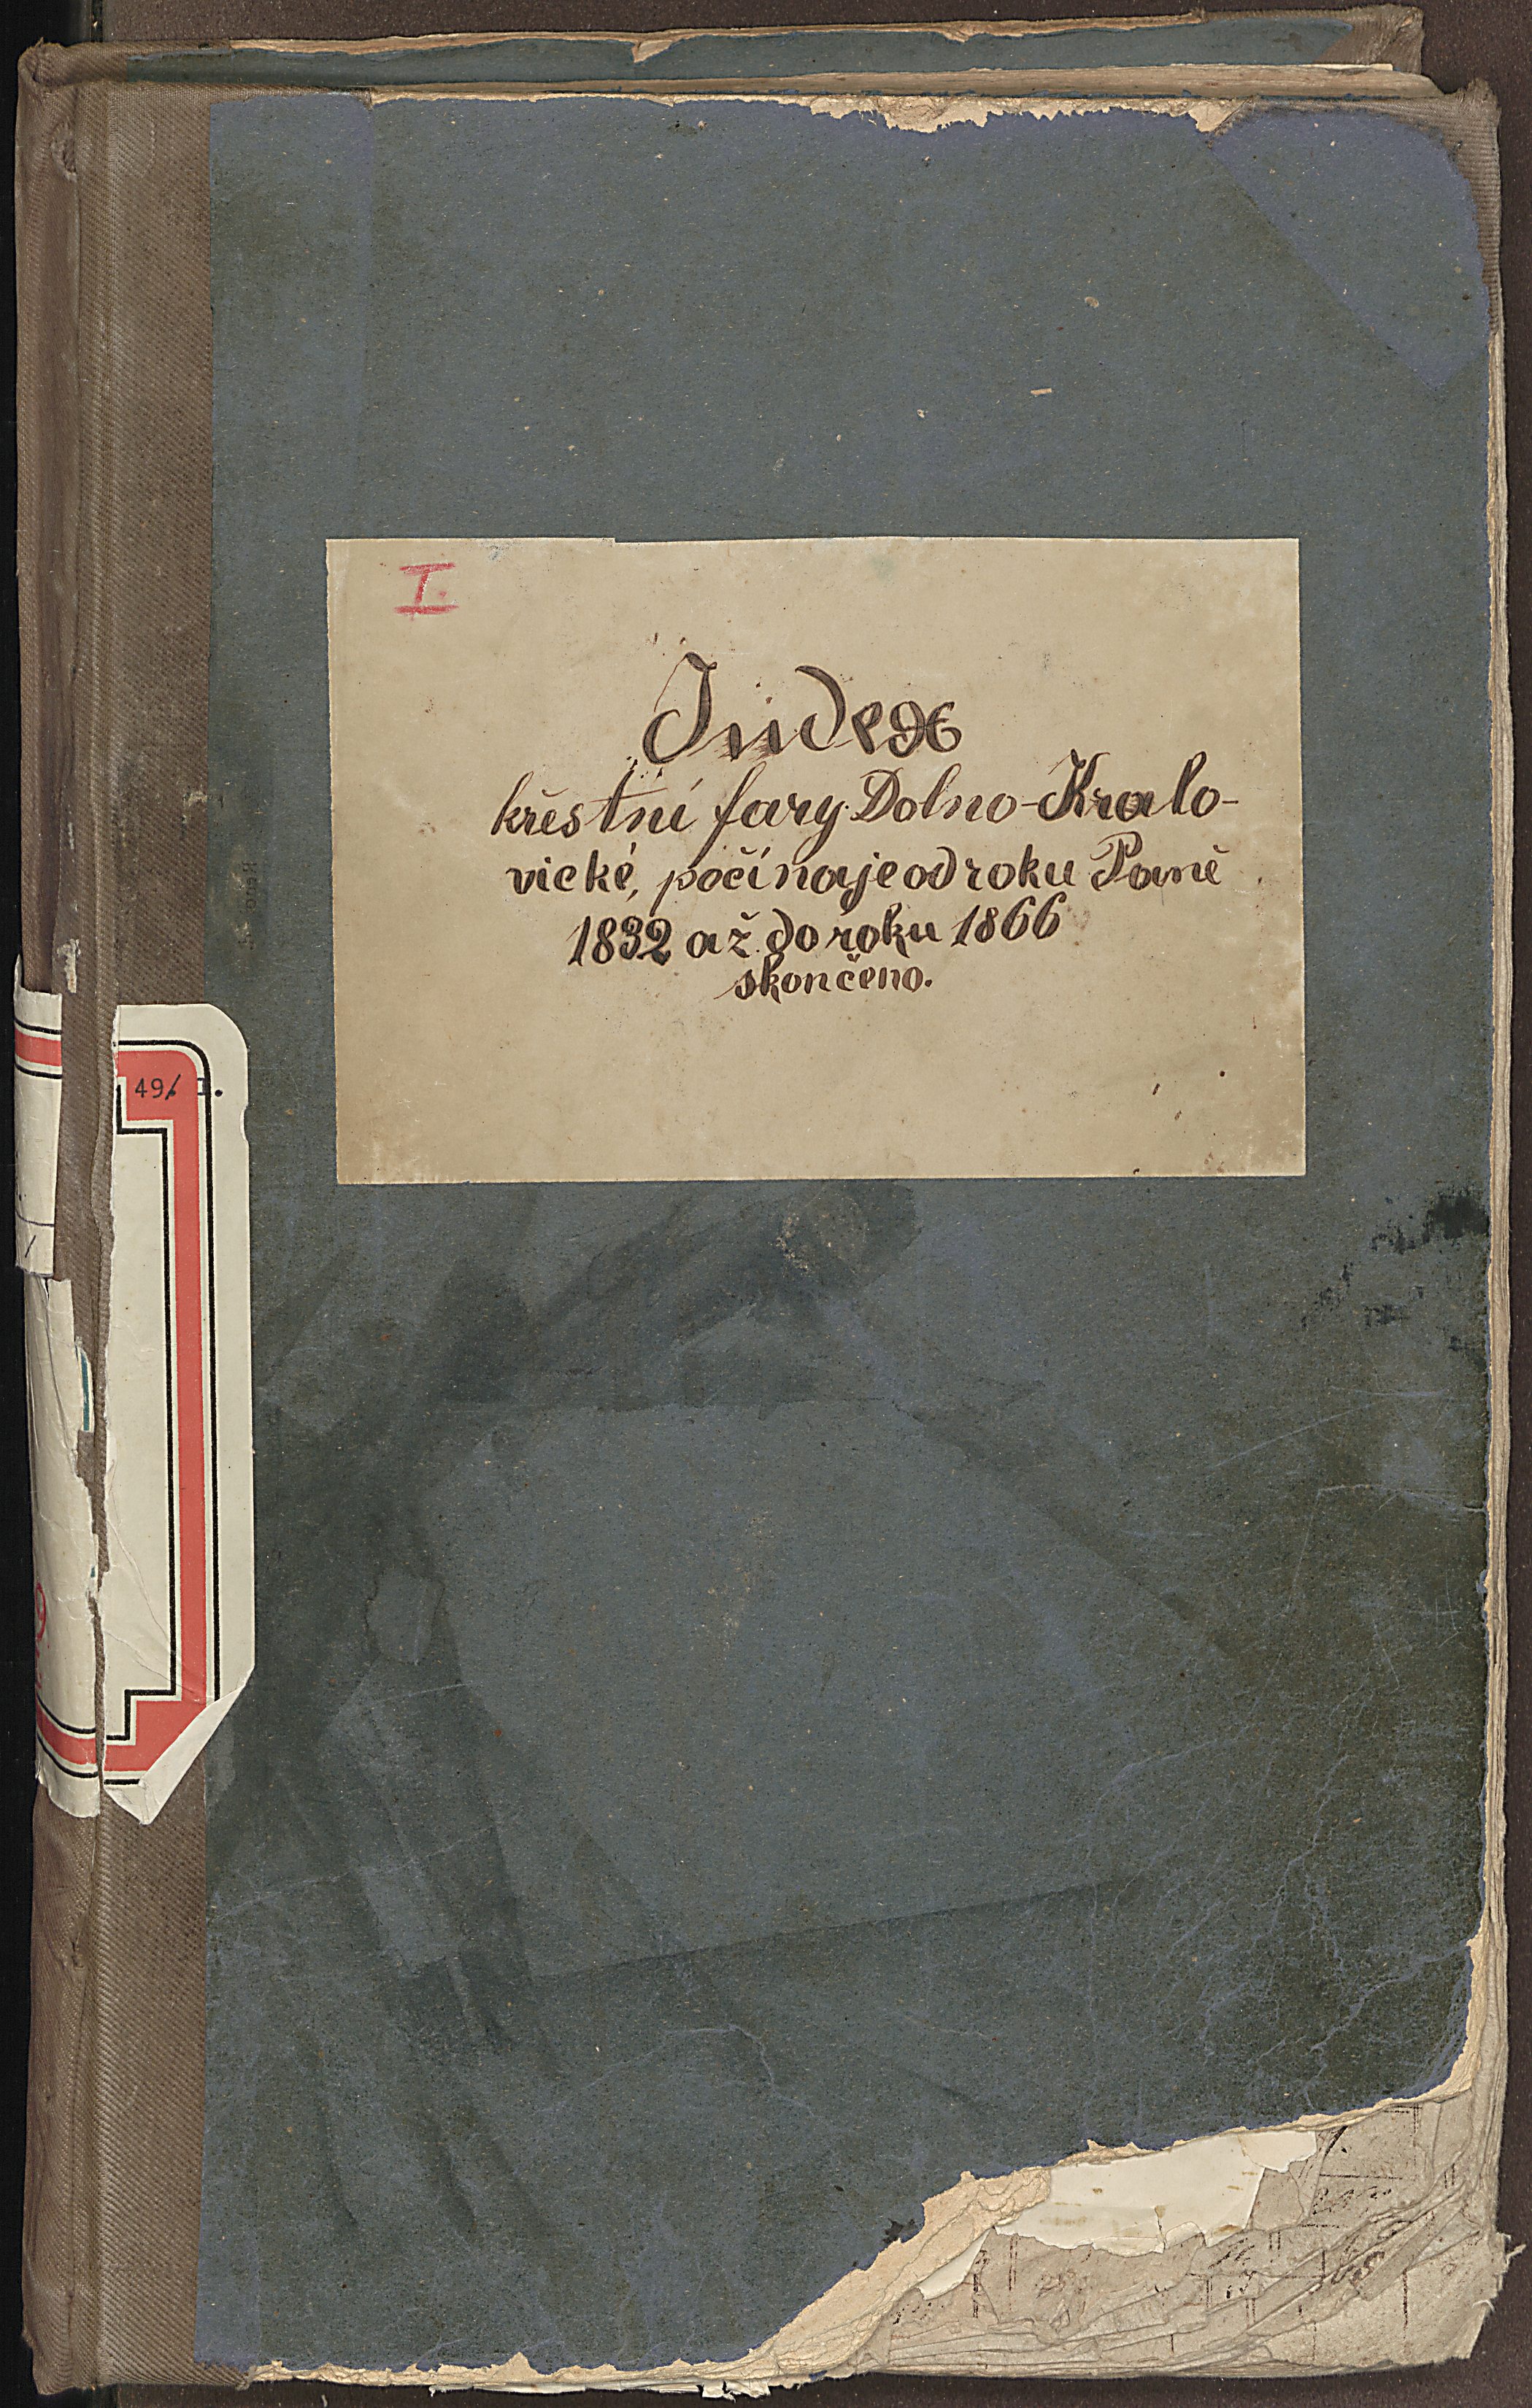 I.
Index
křestní fary Dolno-Kralo-
vické, počínaje od roku Páně
1832 až do roku 1866
skončeno.
49/ I.